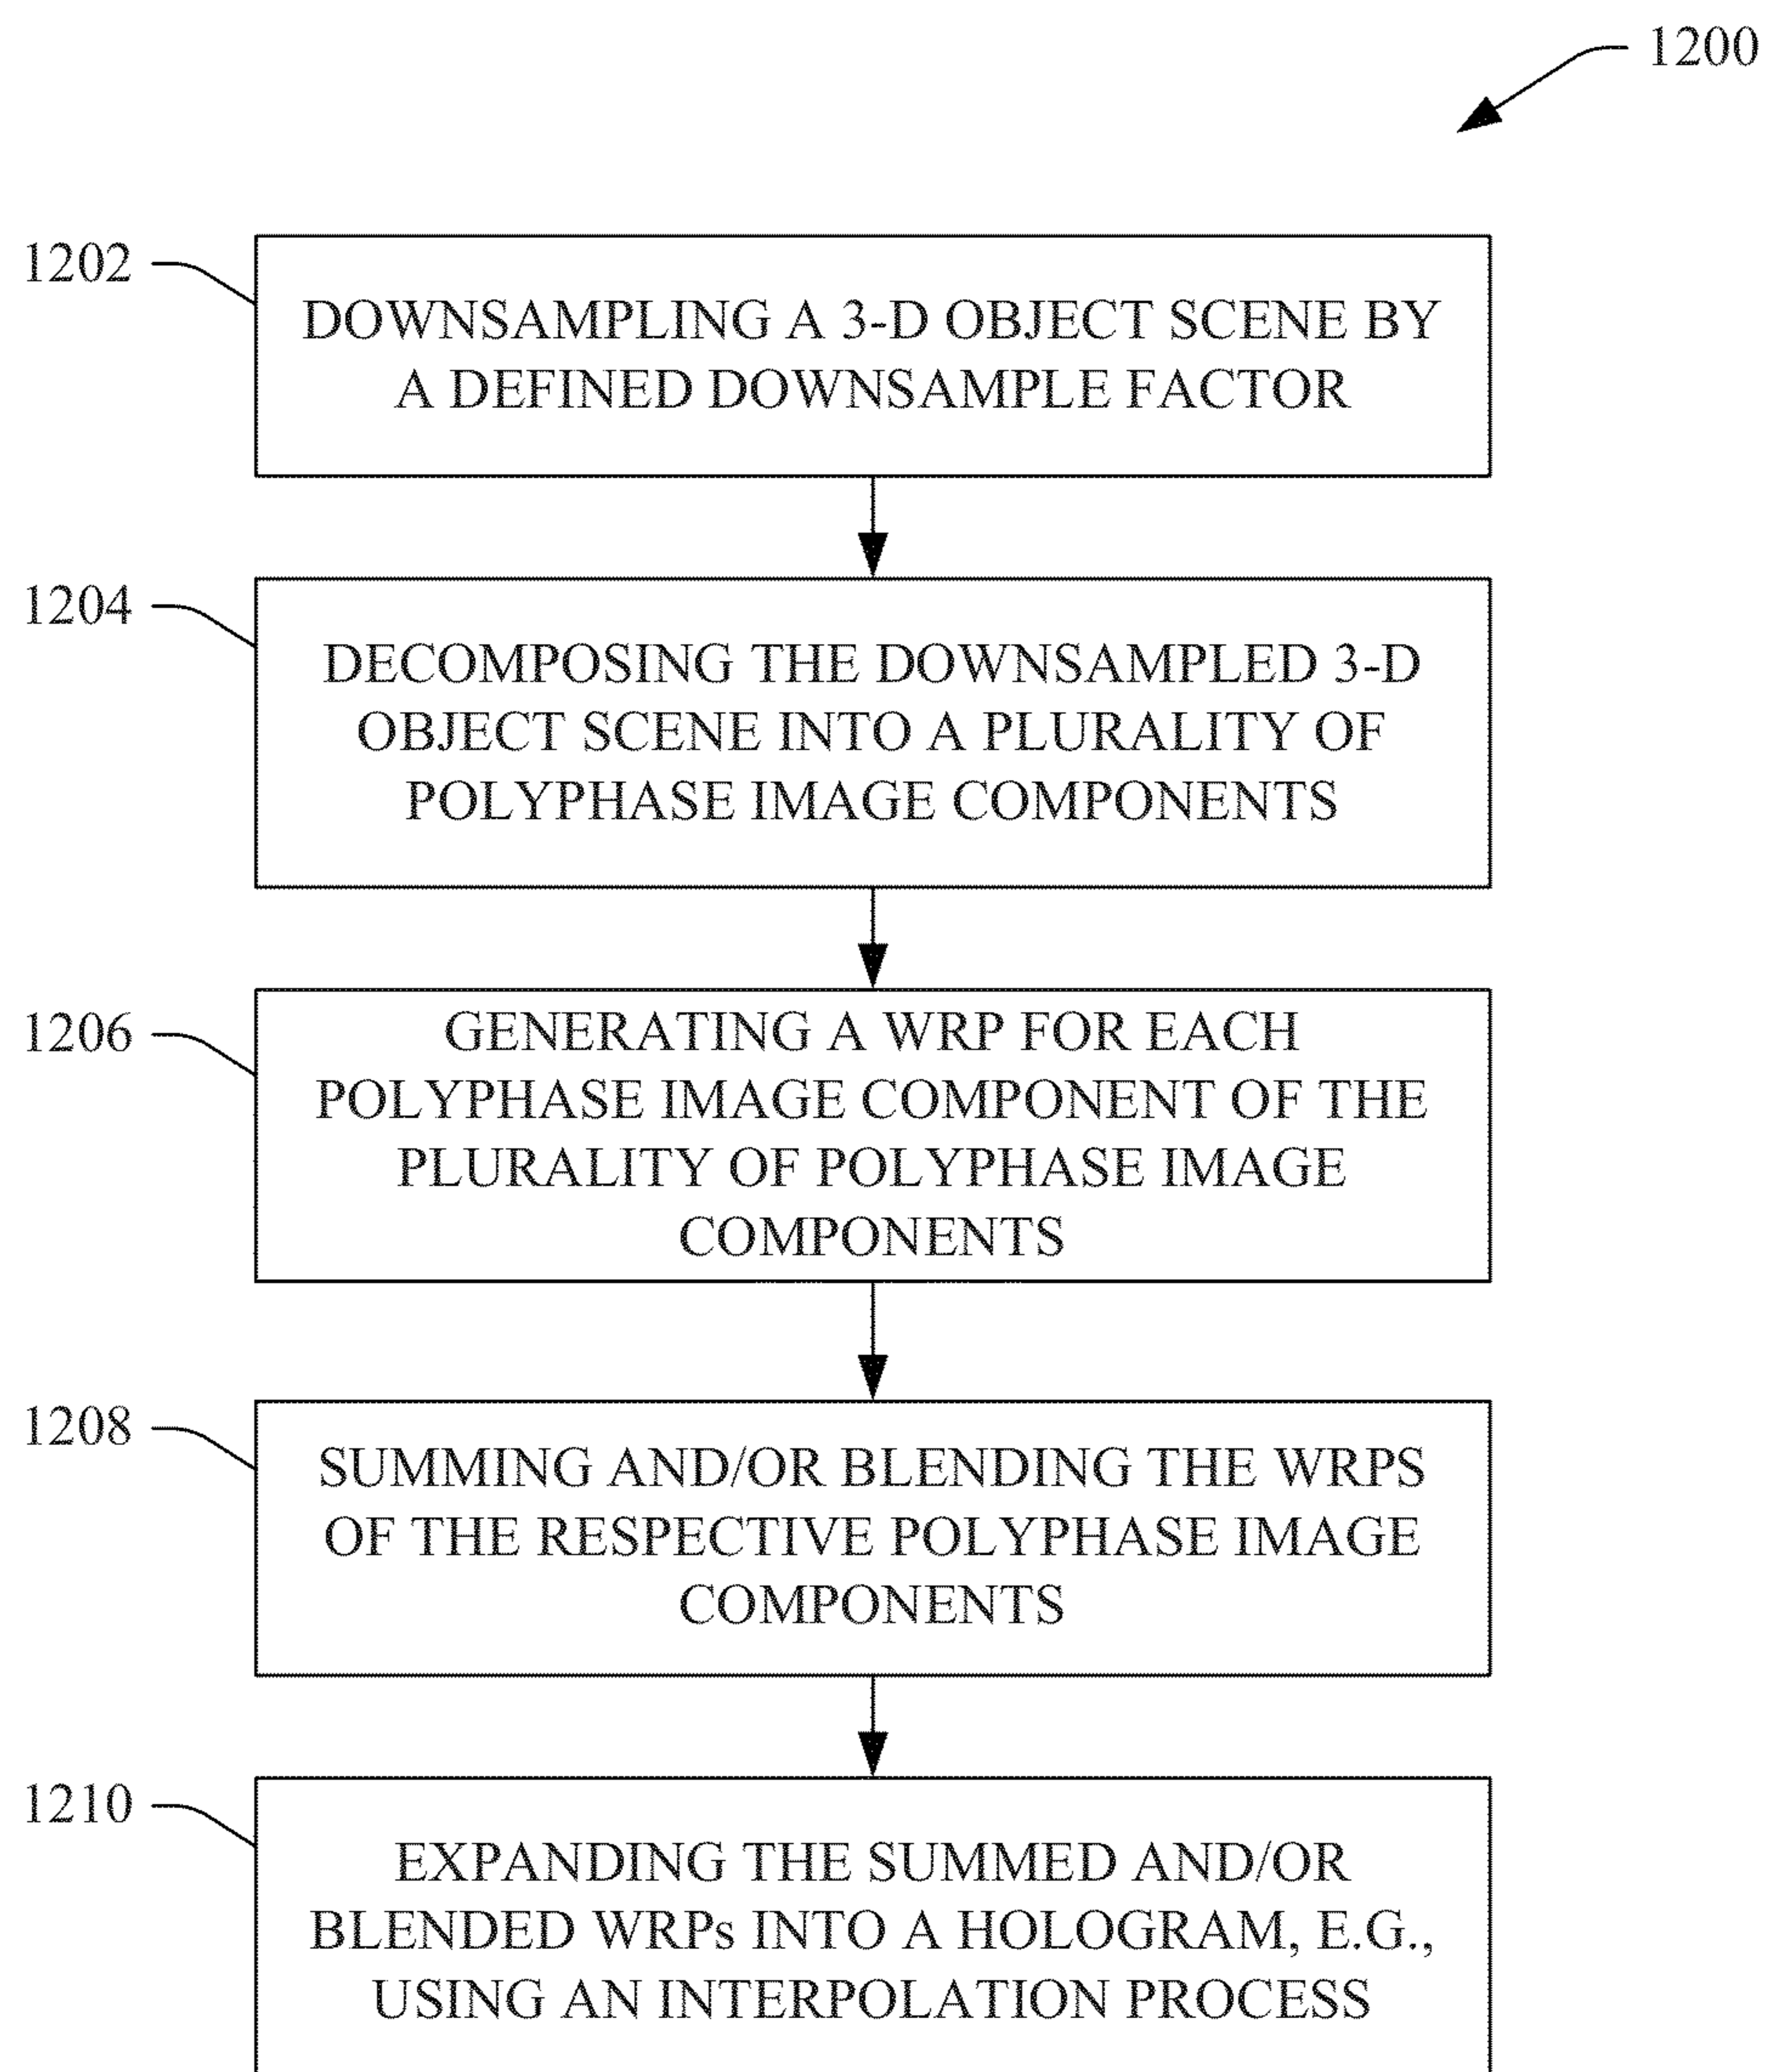 1200
1202
DOWNSAMPLING A 3-D OBJECT SCENE BY
A DEFINED DOWNSAMPLE FACTOR
1204
DECOMPOSING THE DOWNSAMPLED 3-D
OBJECT SCENE INTO A PLURALITY OF
POLYPHASE IMAGE COMPONENTS
1206
GENERATING A WRP FOR EACH
POLYPHASE IMAGE COMPONENT OF THE
PLURALITY OF POLYPHASE IMAGE
COMPONENTS
1208
SUMMING AND/OR BLENDING THE WRPS
OF THE RESPECTIVE POLYPHASE IMAGE
COMPONENTS
1210
EXPANDING THE SUMMED AND/OR
BLENDED WRPs INTO A HOLOGRAM, E.G.,
USING AN INTERPOLATION PROCESS